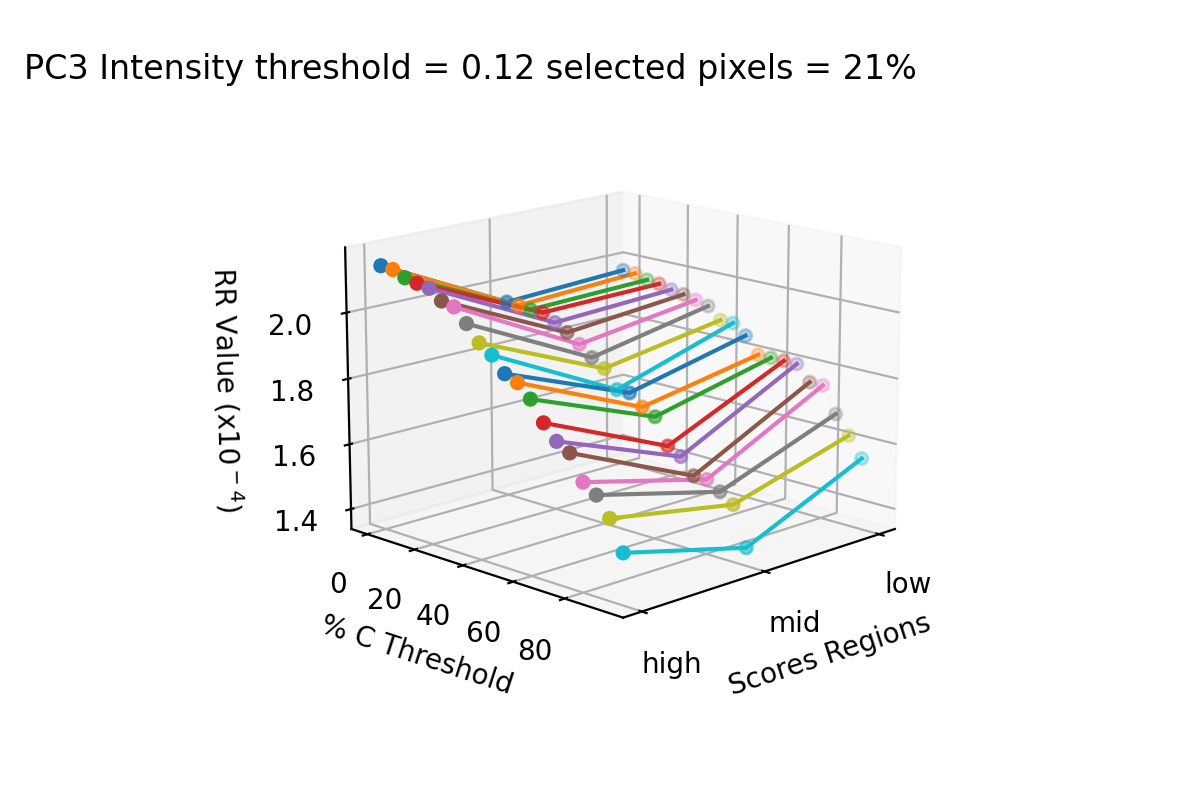 PC3 Intensity threshold = 0.12 selected pixels = 21%
RR Value (x10⁻⁴)
2.0
1.8
1.6
1.4
0
20
40
60
80
% C Threshold
high
mid
low
Scores Regions